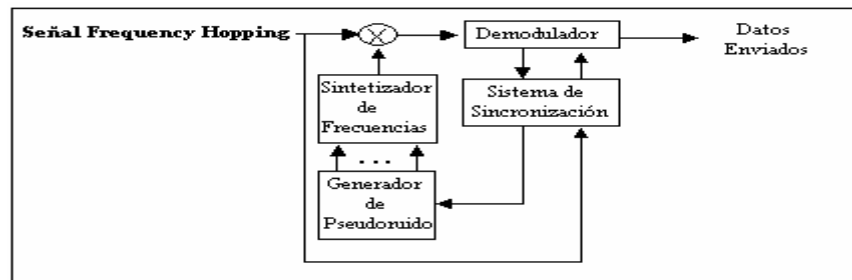 Señal Frequency Hopping
X
Demodulador
Datos
Enviados
Sintetizador
de
Frecuencias
Sistema de
Sincronización
...
Generador
de
Pseudoruido